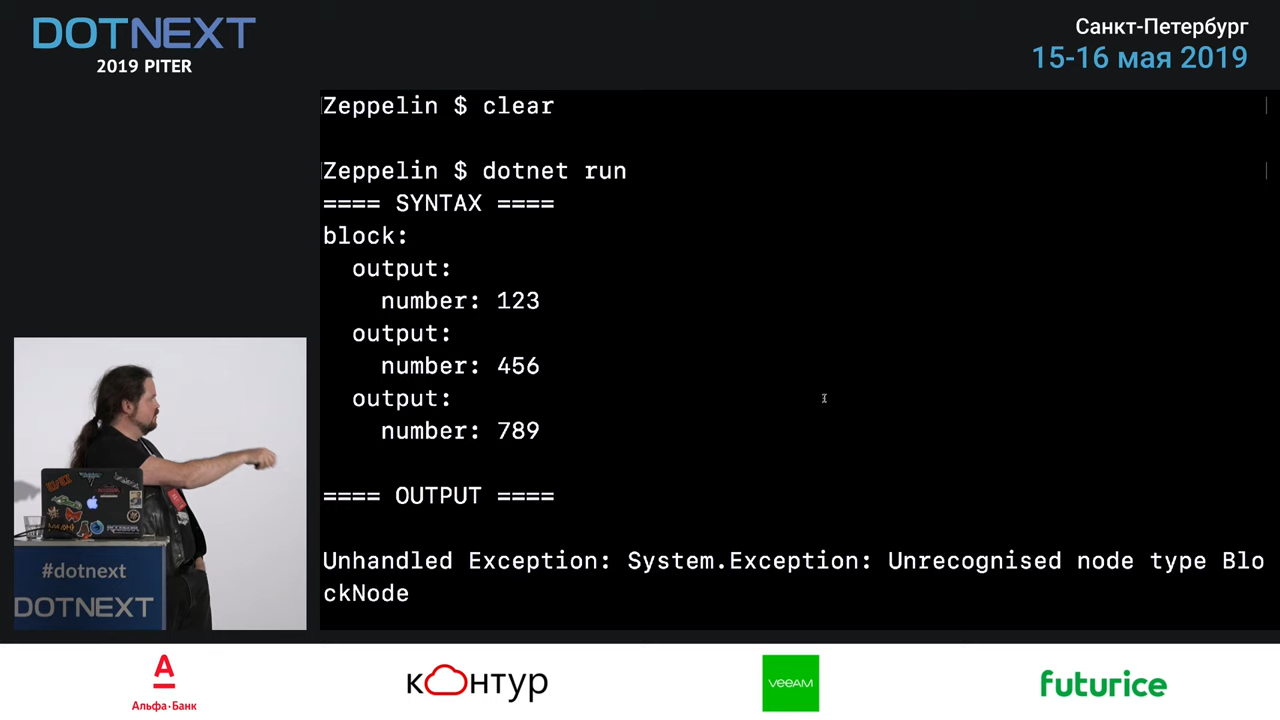 DOTNEXT
2019 PITER
Санкт-Петербург
15-16 мая 2019
Zeppelin $ clear
Zeppelin $ dotnet run
==== SYNTAX ====
block:
  output:
    number: 123
  output:
    number: 456
  output:
    number: 789
==== OUTPUT ====
Unhandled Exception: System.Exception: Unrecognised node type Blo
ckNode
#dotnext
DOTNEXT
Альфа·Банк
контур
veeam
futurice